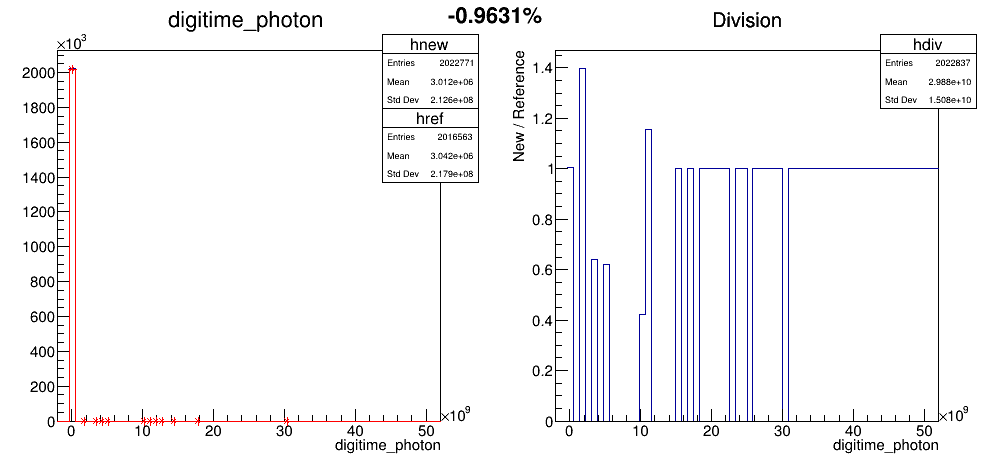 -0.9631%
digitime_photon
×10³
hnew
Entries 2022771
Mean 3.012e+06
Std Dev 2.126e+08
href
Entries 2016563
Mean 3.042e+06
Std Dev 2.179e+08
2000
1800
1600
1400
1200
1000
800
600
400
200
0
0 10 20 30 40 50
×10⁹
digitime_photon
Division
hdiv
Entries 2022837
Mean 2.988e+10
Std Dev 1.508e+10
New / Reference
1.4
1.2
1
0.8
0.6
0.4
0.2
0
0 10 20 30 40 50
×10⁹
digitime_photon